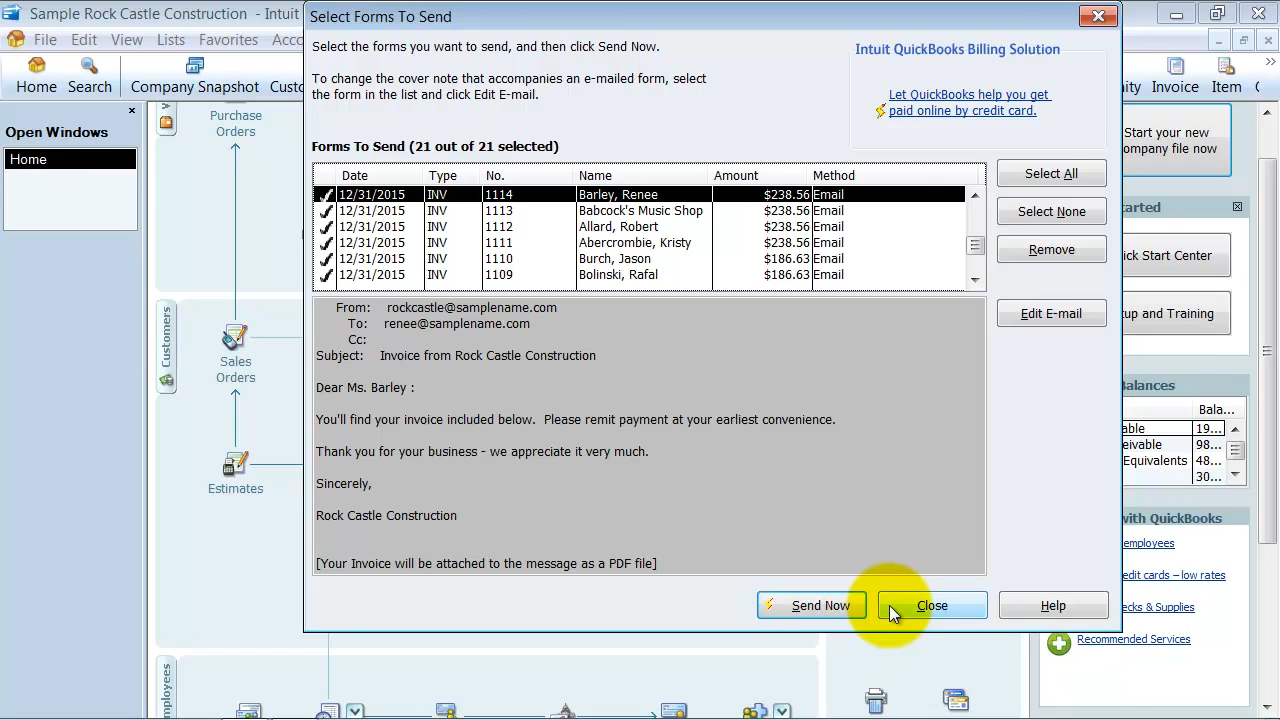 Sample Rock Castle Construction - Intuit
Select Forms To Send
File Edit View Lists Favorites Acco
Home Search Company Snapshot Custo
ity Invoice Item
Open Windows
Home
Purchase
Orders
Customers
Sales
Orders
Estimates
Select the forms you want to send, and then click Send Now.
To change the cover note that accompanies an e-mailed form, select
the form in the list and click Edit E-mail.
Intuit QuickBooks Billing Solution
Let QuickBooks help you get
paid online by credit card.
Forms To Send (21 out of 21 selected)
Date Type No. Name Amount Method
12/31/2015 INV 1114 Barley, Renee $238.56 Email
12/31/2015 INV 1113 Babcock's Music Shop $238.56 Email
12/31/2015 INV 1112 Allard, Robert $238.56 Email
12/31/2015 INV 1111 Abercrombie, Kristy $238.56 Email
12/31/2015 INV 1110 Burch, Jason $186.63 Email
12/31/2015 INV 1109 Bolinski, Rafal $186.63 Email
Select All
Select None
Remove
Edit E-mail
From: rockcastle@samplename.com
To: renee@samplename.com
Cc:
Subject: Invoice from Rock Castle Construction
Dear Ms. Barley :
You'll find your invoice included below. Please remit payment at your earliest convenience.
Thank you for your business - we appreciate it very much.
Sincerely,
Rock Castle Construction
[Your Invoice will be attached to the message as a PDF file]
Send Now Close Help
Start your new
ompany file now
tarted
ick Start Center
tup and Training
Balances
Bala...
able 19...
ceivable 98...
Equivalents 48...
30...
with QuickBooks
employees
edit cards – low rates
ecks & Supplies
Recommended Services
mployees